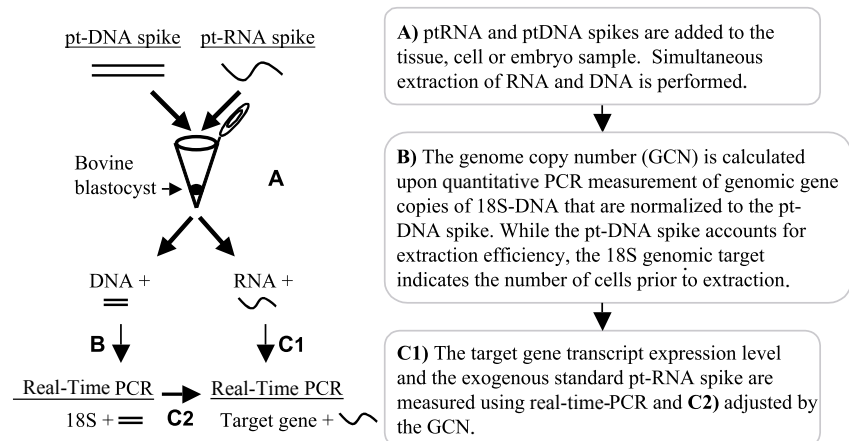 pt-DNA spike pt-RNA spike
Bovine
blastocyst
A
DNA + RNA +
B C1
Real-Time PCR Real-Time PCR
18S + C2 Target gene +
A) ptRNA and ptDNA spikes are added to the
tissue, cell or embryo sample. Simultaneous
extraction of RNA and DNA is performed.
B) The genome copy number (GCN) is calculated
upon quantitative PCR measurement of genomic gene
copies of 18S-DNA that are normalized to the pt-
DNA spike. While the pt-DNA spike accounts for
extraction efficiency, the 18S genomic target
indicates the number of cells prior to extraction.
C1) The target gene transcript expression level
and the exogenous standard pt-RNA spike are
measured using real-time-PCR and C2) adjusted by
the GCN.